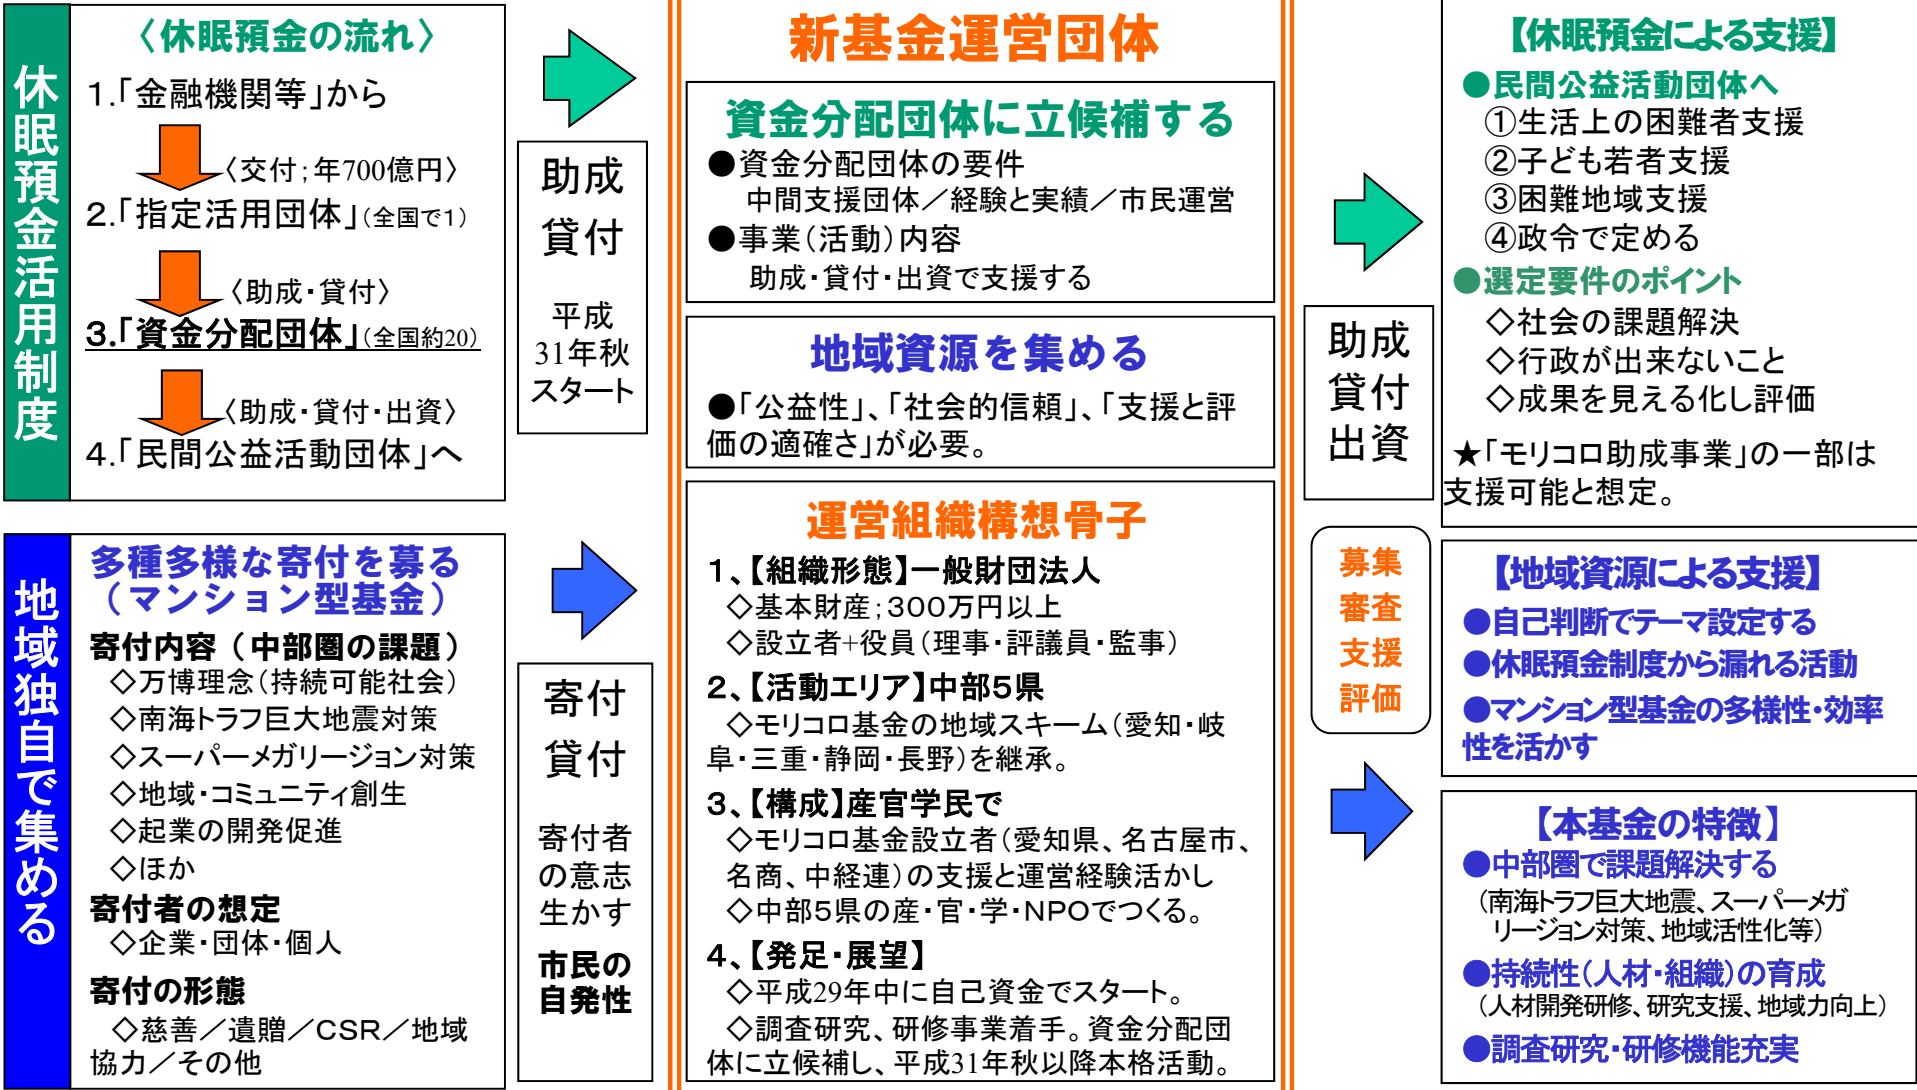 休眠預金活用制度
〈休眠預金の流れ〉
1.「金融機関等」から
〈交付；年700億円〉
2.「指定活用団体」（全国で１）
〈助成・貸付〉
3.「資金分配団体」（全国約20）
〈助成・貸付・出資〉
4.「民間公益活動団体」へ
地域独自で集める
多種多様な寄付を募る
（マンション型基金）
寄付内容（中部圏の課題）
◇万博理念（持続可能社会）
◇南海トラフ巨大地震対策
◇スーパーメガリージョン対策
◇地域・コミュニティ創生
◇起業の開発促進
◇ほか
寄付者の想定
◇企業・団体・個人
寄付の形態
◇慈善／遺贈／CSR／地域
協力／その他
助成
貸付
平成
31年秋
スタート
寄付
貸付
寄付者
の意志
生かす
市民の
自発性
新基金運営団体
資金分配団体に立候補する
●資金分配団体の要件
中間支援団体／経験と実績／市民運営
●事業（活動）内容
助成・貸付・出資で支援する
地域資源を集める
●「公益性」、「社会的信頼」、「支援と評
価の適確さ」が必要。
運営組織構想骨子
1、【組織形態】一般財団法人
◇基本財産；３００万円以上
◇設立者+役員（理事・評議員・監事）
2、【活動エリア】中部5県
◇モリコロ基金の地域スキーム（愛知・岐
阜・三重・静岡・長野）を継承。
3、【構成】産官学民で
◇モリコロ基金設立者（愛知県、名古屋市、
名商、中経連）の支援と運営経験活かし
◇中部5県の産・官・学・NPOでつくる。
4、【発足・展望】
◇平成29年中に自己資金でスタート。
◇調査研究、研修事業着手。資金分配団
体に立候補し、平成31年秋以降本格活動。
助成
貸付
出資
募集
審査
支援
評価
【休眠預金による支援】
●民間公益活動団体へ
①生活上の困難者支援
②子ども若者支援
③困難地域支援
④政令で定める
●選定要件のポイント
◇社会の課題解決
◇行政が出来ないこと
◇成果を見える化し評価
★「モリコロ助成事業」の一部は
支援可能と想定。
【地域資源による支援】
●自己判断でテーマ設定する
●休眠預金制度から漏れる活動
●マンション型基金の多様性・効率
性を活かす
【本基金の特徴】
●中部圏で課題解決する
（南海トラフ巨大地震、スーパーメガ
リージョン対策、地域活性化等）
●持続性（人材・組織）の育成
（人材開発研修、研究支援、地域力向上）
●調査研究・研修機能充実